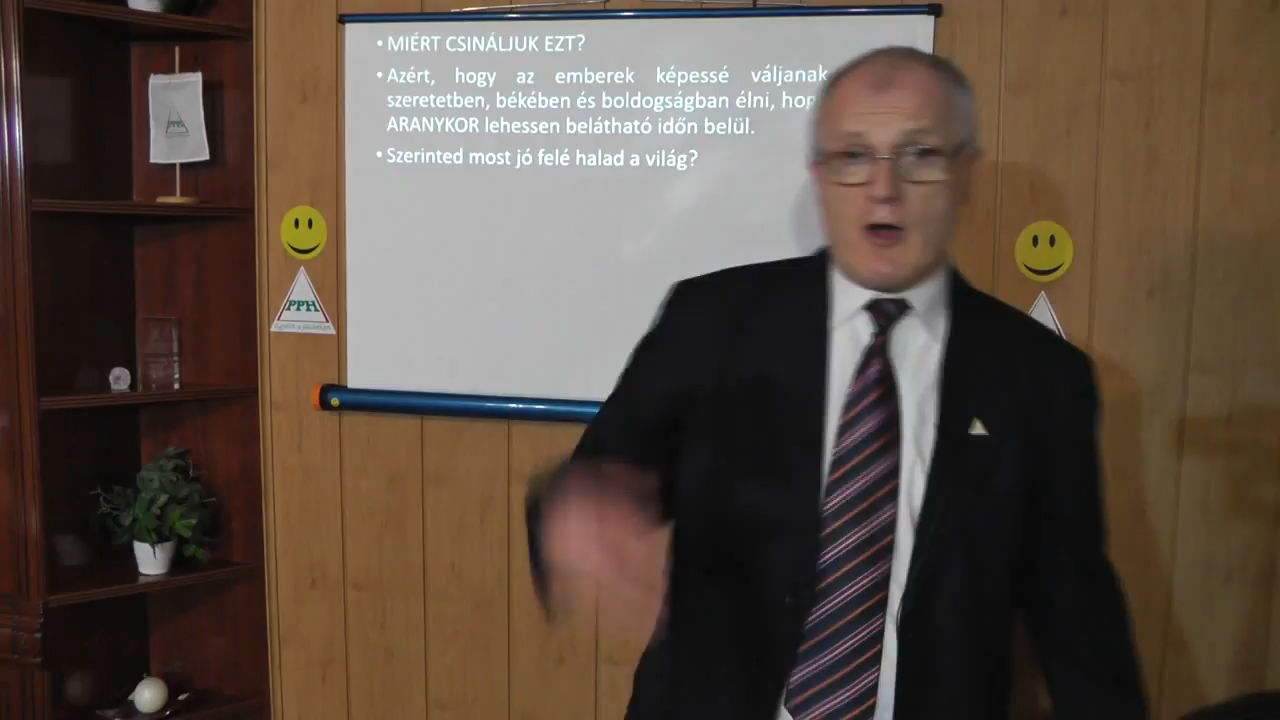 • MIÉRT CSINÁLJUK EZT?
• Azért, hogy az emberek képessé váljanak
szeretetben, békében és boldogságban élni,
ARANYKOR lehessen belátható időn belül.
• Szerinted most jó felé halad a világ?
PPH